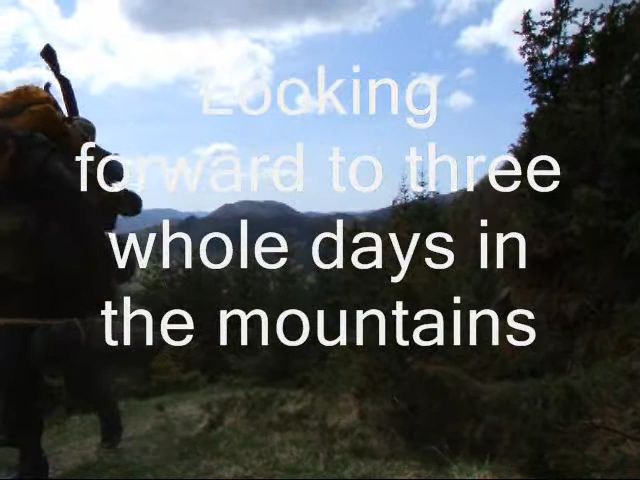 Looking
forward to three
whole days in
the mountains